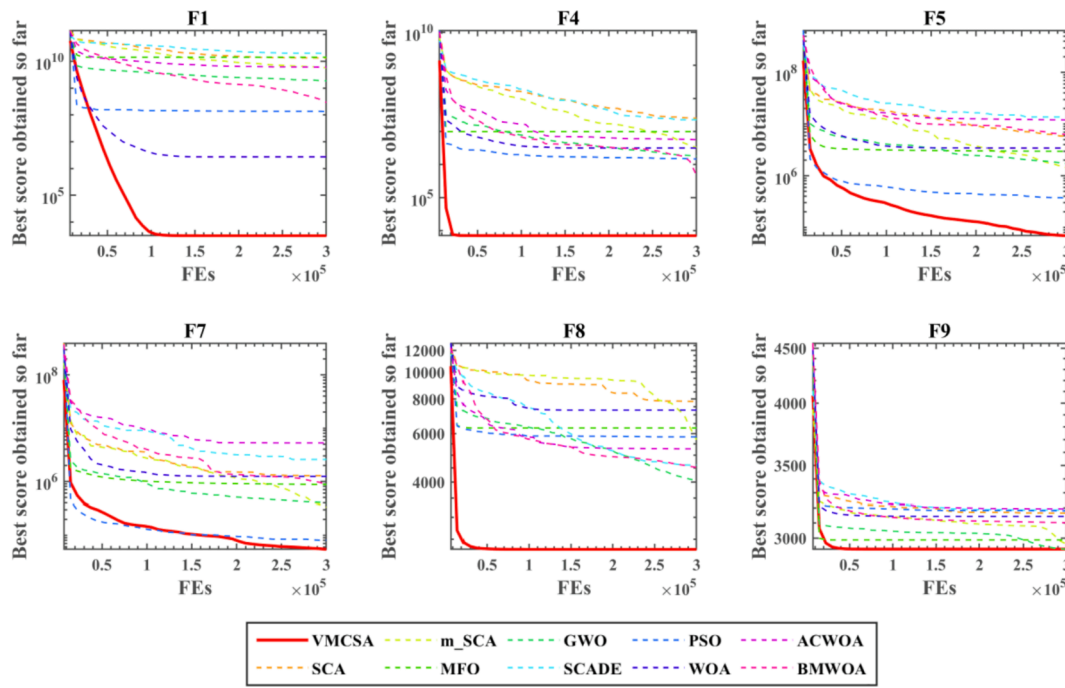 F1
Best score obtained so far
10^10
10^5
0.5 1 1.5 2 2.5 3
FEs
×10^5
F4
Best score obtained so far
10^10
10^5
0.5 1 1.5 2 2.5 3
FEs
×10^5
F5
Best score obtained so far
10^8
10^6
0.5 1 1.5 2 2.5 3
FEs
×10^5
F7
Best score obtained so far
10^8
10^6
0.5 1 1.5 2 2.5 3
FEs
×10^5
F8
Best score obtained so far
12000
10000
8000
6000
4000
0.5 1 1.5 2 2.5 3
FEs
×10^5
F9
Best score obtained so far
4500
4000
3500
3000
0.5 1 1.5 2 2.5 3
FEs
×10^5
VMCSA m_SCA GWO PSO ACWOA
SCA MFO SCADE WOA BMWOA